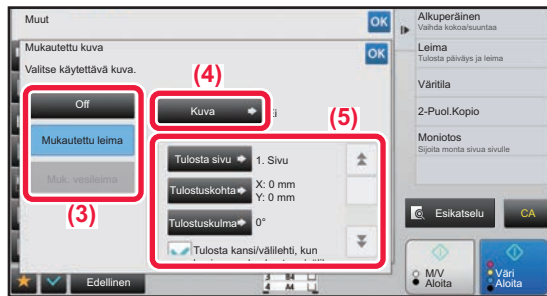 Muut
OK
Mukautettu kuva
OK
Valitse käytettävä kuva.
(4)
Off
Kuva
(5)
Mukautettu leima
Tulosta sivu
1. Sivu
Muk. vesileima
Tulostuskohta
X: 0 mm
Y: 0 mm
(3)
Tulostuskulma
0°
Tulosta kansi/välilehti, kun
Edellinen
Alkuperäinen
Vaihda kokoa/suuntaa
Leima
Tulosta päiväys ja leima
Väritila
2-Puol.Kopio
Moniotos
Sijoita monta sivua sivulle
Esikatselu
CA
M/V
Aloita
Väri
Aloita